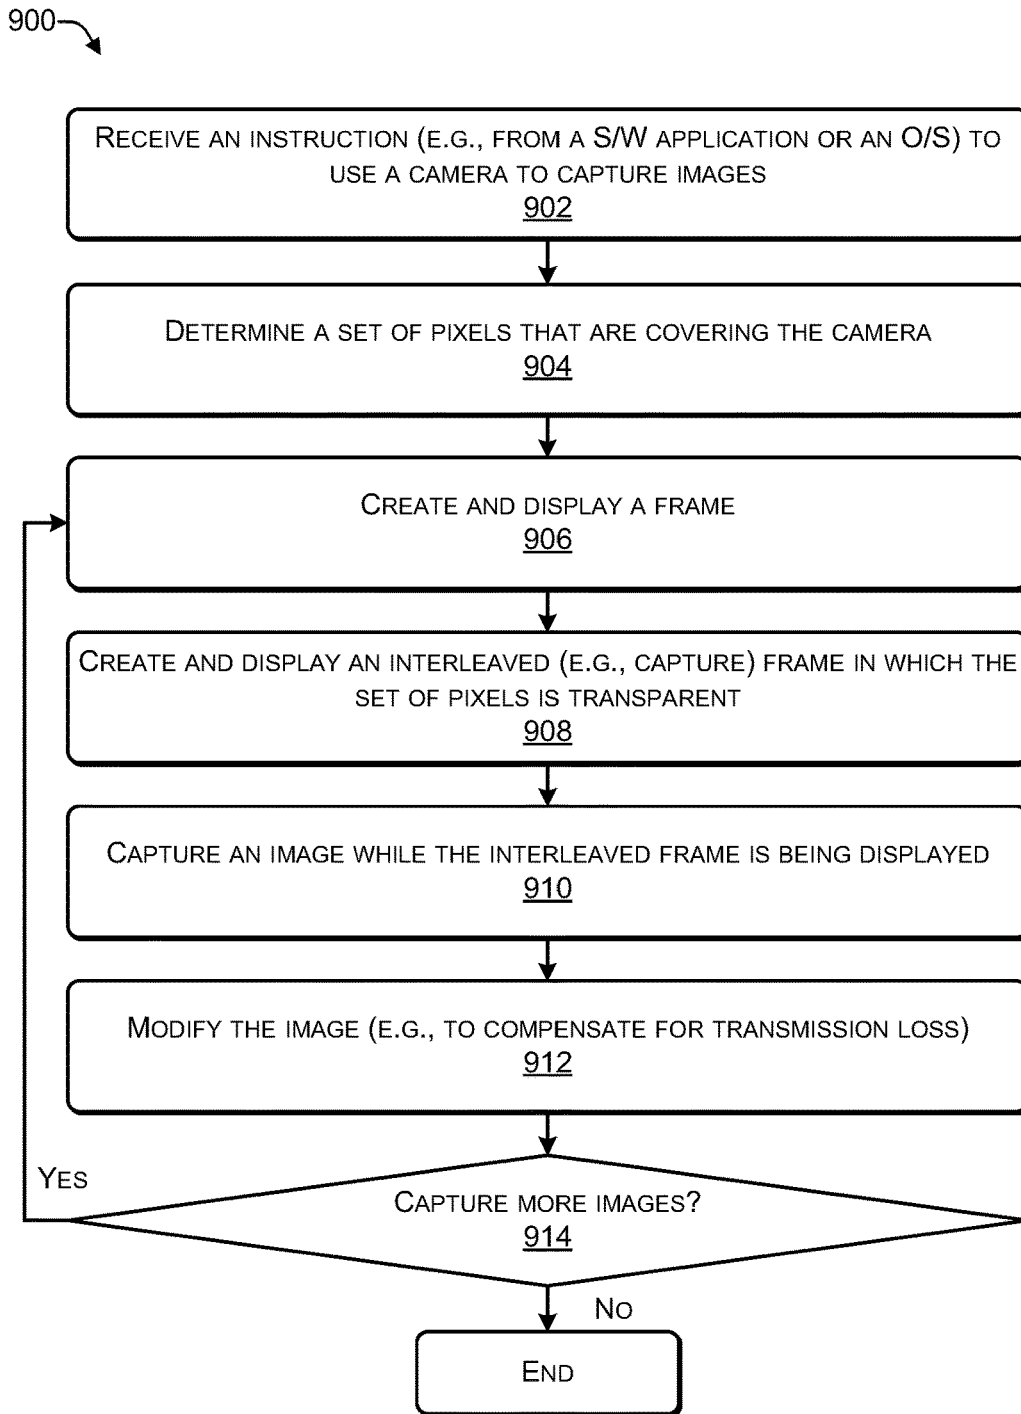 900
RECEIVE AN INSTRUCTION (E.G., FROM A S/W APPLICATION OR AN O/S) TO
USE A CAMERA TO CAPTURE IMAGES
902
DETERMINE A SET OF PIXELS THAT ARE COVERING THE CAMERA
904
CREATE AND DISPLAY A FRAME
906
CREATE AND DISPLAY AN INTERLEAVED (E.G., CAPTURE) FRAME IN WHICH THE
SET OF PIXELS IS TRANSPARENT
908
CAPTURE AN IMAGE WHILE THE INTERLEAVED FRAME IS BEING DISPLAYED
910
MODIFY THE IMAGE (E.G., TO COMPENSATE FOR TRANSMISSION LOSS)
912
YES
CAPTURE MORE IMAGES?
914
NO
END